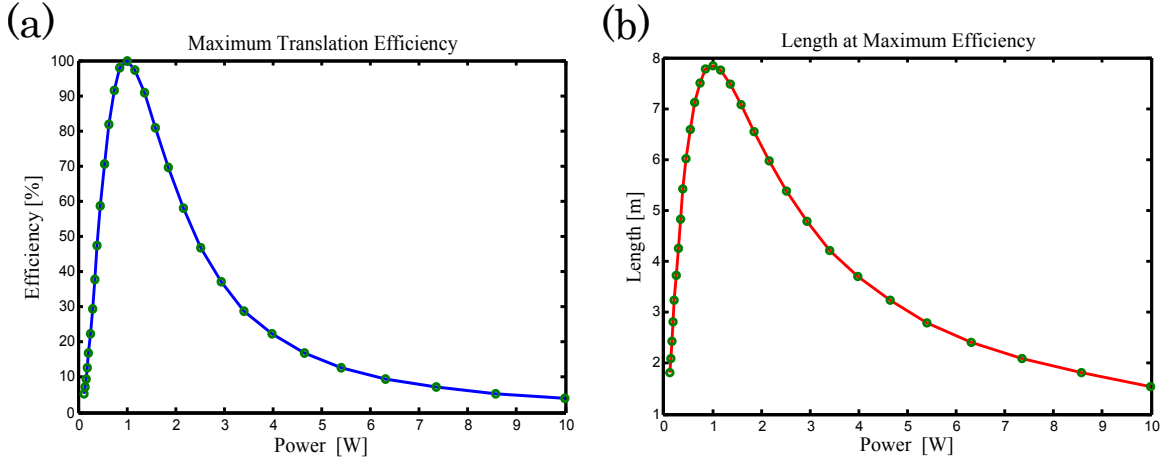 (a)
Maximum Translation Efficiency
100
90
80
70
60
50
40
30
20
10
0
Efficiency [%]
0 1 2 3 4 5 6 7 8 9 10
Power [W]
(b)
Length at Maximum Efficiency
8
7
6
5
4
3
2
1
Length [m]
0 1 2 3 4 5 6 7 8 9 10
Power [W]